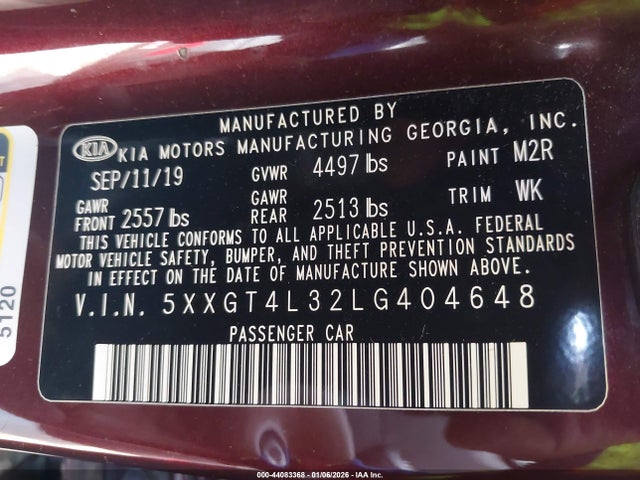 MANUFACTURED BY
KIA KIA MOTORS MANUFACTURING GEORGIA, INC.
SEP/11/19 GVWR 4497 lbs PAINT M2R
GAWR FRONT 2557 lbs GAWR REAR 2513 lbs TRIM WK
THIS VEHICLE CONFORMS TO ALL APPLICABLE U.S.A. FEDERAL
MOTOR VEHICLE SAFETY, BUMPER, AND THEFT PREVENTION STANDARDS
IN EFFECT ON THE DATE OF MANUFACTURE SHOWN ABOVE.
V.I.N. 5XXGT4L32LG404648
PASSENGER CAR
5120
000-44083368 - 01/06/2026 - IAA Inc.